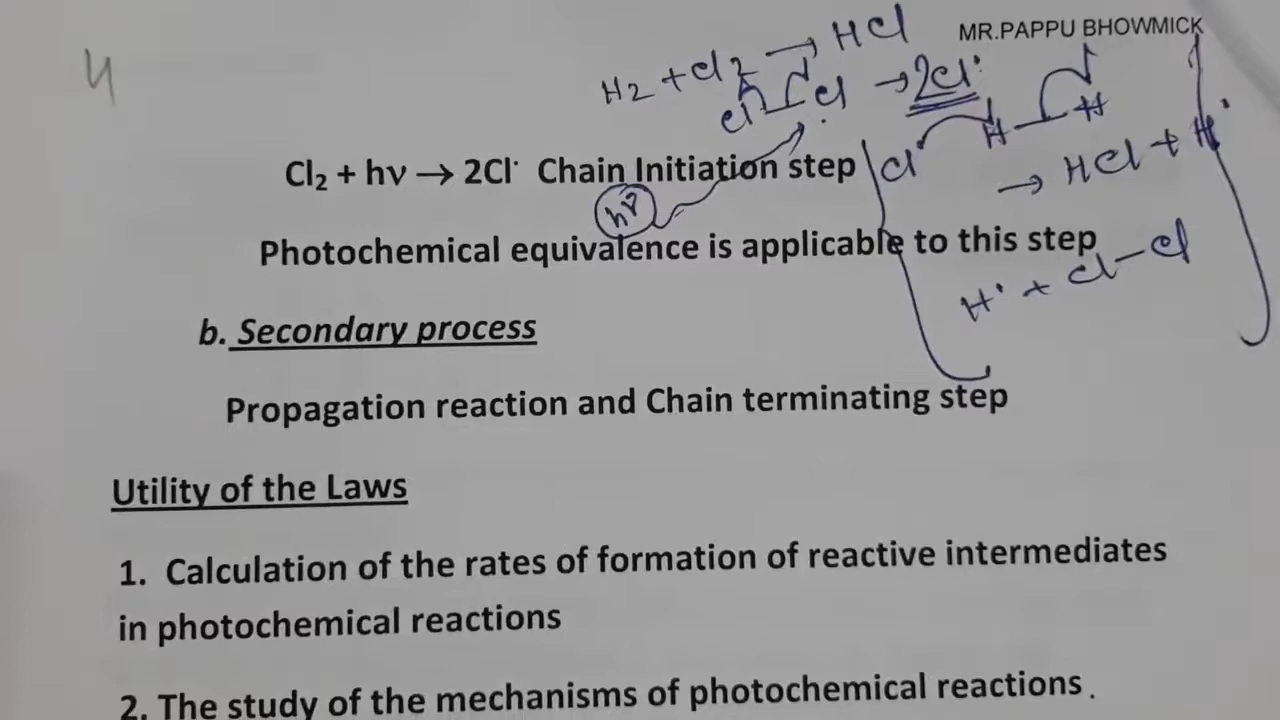 MR.PAPPU BHOWMICK
4
H₂ + Cl₂ → HCl
Cl Cl → 2Cl˙
Cl˙ H — H
→ HCl + H˙
Cl₂ + hν → 2Cl˙ Chain Initiation step
hν
Photochemical equivalence is applicable to this step
H˙ + Cl–Cl
b. Secondary process
Propagation reaction and Chain terminating step
Utility of the Laws
1. Calculation of the rates of formation of reactive intermediates
in photochemical reactions
2. The study of the mechanisms of photochemical reactions .